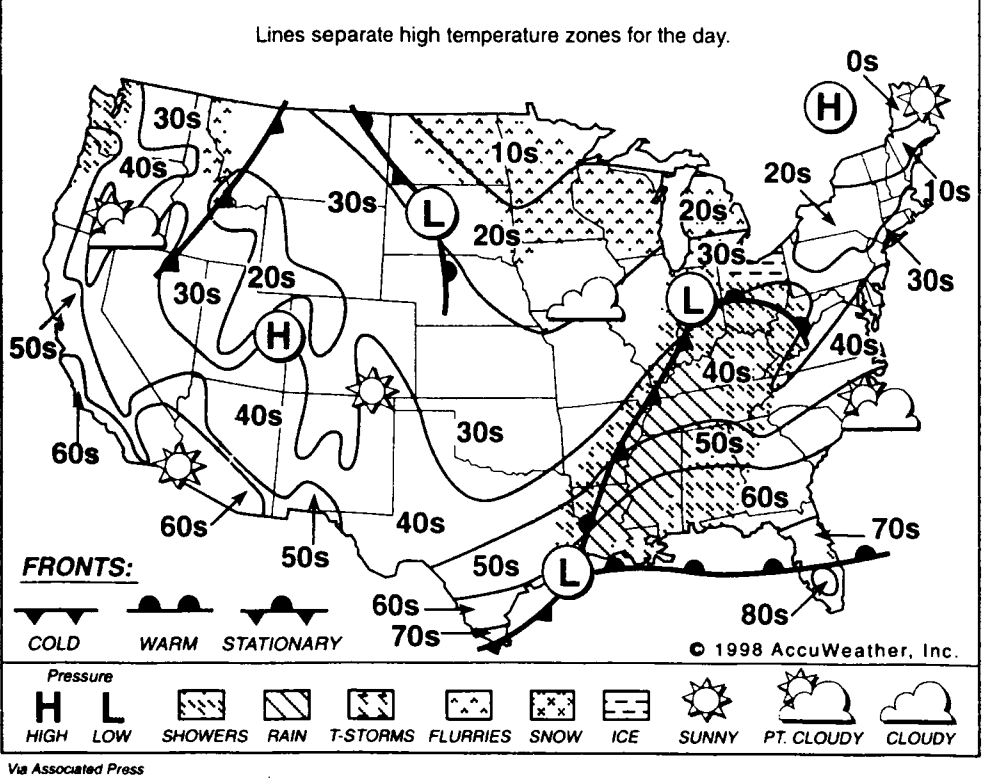 Lines separate high temperature zones for the day.
0s
H
30s
10s
40s
20s
10s
30s
L
20s
20s
30s
30s
20s
30s
L
H
50s
40s
40s
40s
30s
50s
60s
60s
60s
40s
70s
50s
50s
L
FRONTS:
60s
80s
70s
COLD WARM STATIONARY
© 1998 AccuWeather, Inc.
Pressure
H L
HIGH LOW SHOWERS RAIN T-STORMS FLURRIES SNOW ICE SUNNY PT. CLOUDY CLOUDY
Via Associated Press